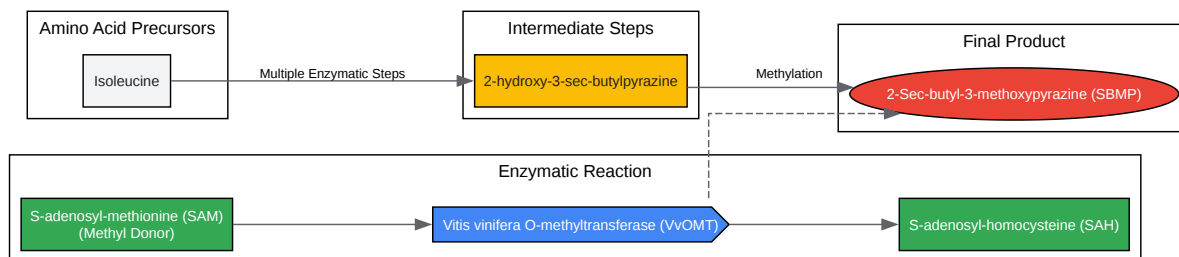 Amino Acid Precursors
Intermediate Steps
Final Product
Isoleucine
Multiple Enzymatic Steps
2-hydroxy-3-sec-butylpyrazine
Methylation
2-Sec-butyl-3-methoxypyrazine (SBMP)
Enzymatic Reaction
S-adenosyl-methionine (SAM)
(Methyl Donor)
Vitis vinifera O-methyltransferase (VvOMT)
S-adenosyl-homocysteine (SAH)